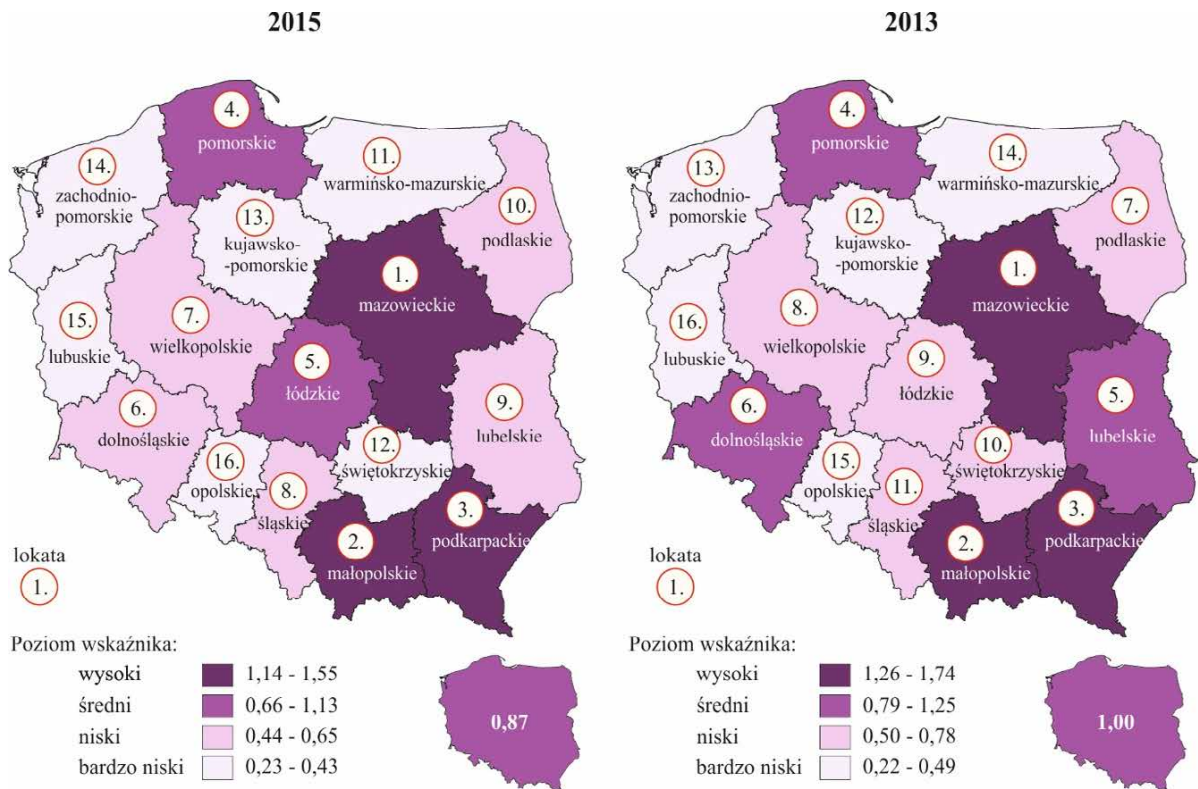 2015
4.
pomorskie
14.
zachodnio-
pomorskie
11.
warmińsko-mazurskie
10.
podlaskie
13.
kujawsko-
-pomorskie
1.
mazowieckie
15.
lubuskie
7.
wielkopolskie
5.
łódzkie
6.
dolnośląskie
9.
lubelskie
12.
świętokrzyskie
16.
opolskie
8.
śląskie
3.
podkarpackie
2.
małopolskie
lokata
1.
Poziom wskaźnika:
wysoki 1,14 - 1,55
średni 0,66 - 1,13
niski 0,44 - 0,65
bardzo niski 0,23 - 0,43
0,87
2013
4.
pomorskie
13.
zachodnio-
pomorskie
14.
warmińsko-mazurskie
7.
podlaskie
12.
kujawsko-
-pomorskie
1.
mazowieckie
16.
lubuskie
8.
wielkopolskie
9.
łódzkie
6.
dolnośląskie
5.
lubelskie
10.
świętokrzyskie
15.
opolskie
11.
śląskie
3.
podkarpackie
2.
małopolskie
lokata
1.
Poziom wskaźnika:
wysoki 1,26 - 1,74
średni 0,79 - 1,25
niski 0,50 - 0,78
bardzo niski 0,22 - 0,49
1,00